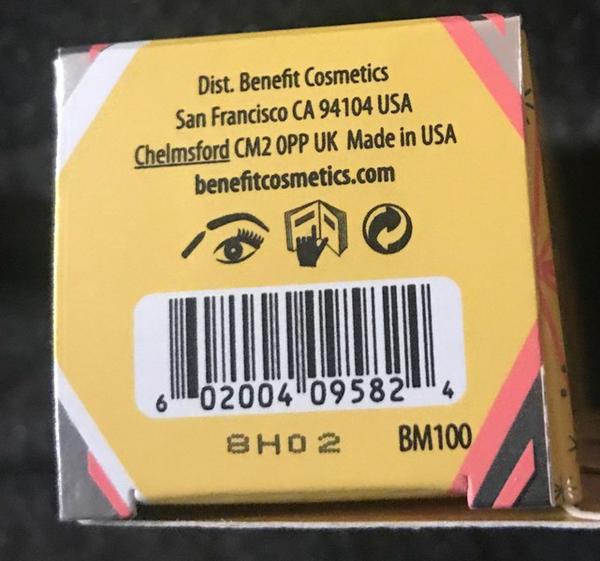 Dist. Benefit Cosmetics
San Francisco CA 94104 USA
Chelmsford CM2 0PP UK Made in USA
benefitcosmetics.com
6 02004 09582 4
8H02 BM100